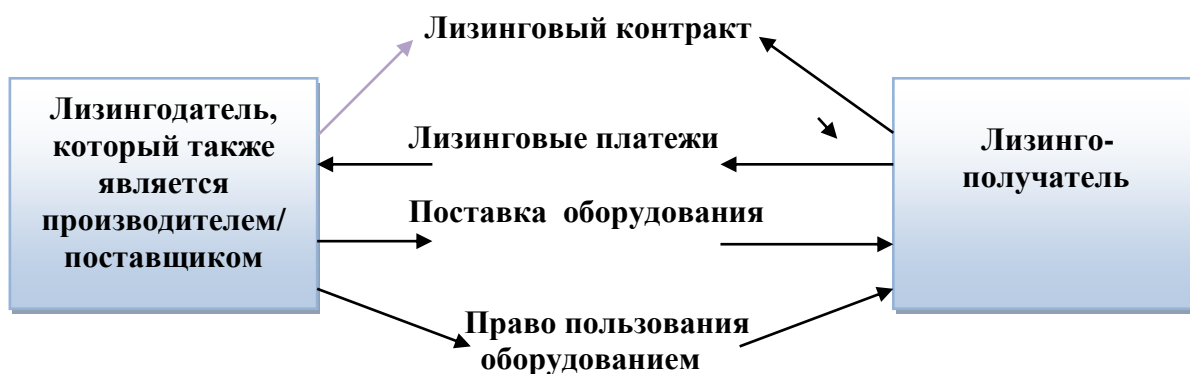 Лизинговый контракт
Лизингодатель,
который также
является
производителем/
поставщиком
Лизинговые платежи
Поставка  оборудования
Право пользования
оборудованием
Лизинго-
получатель